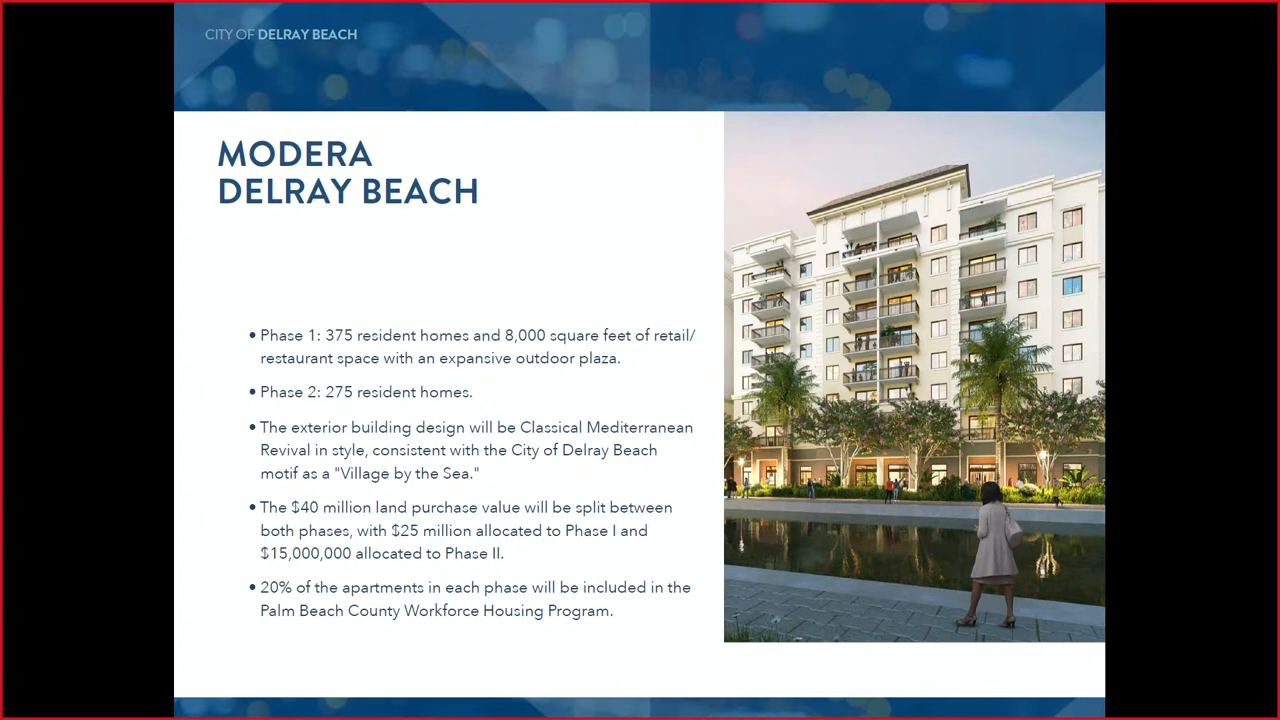 CITY OF DELRAY BEACH
MODERA
DELRAY BEACH
• Phase 1: 375 resident homes and 8,000 square feet of retail/
restaurant space with an expansive outdoor plaza.
• Phase 2: 275 resident homes.
• The exterior building design will be Classical Mediterranean
Revival in style, consistent with the City of Delray Beach
motif as a "Village by the Sea."
• The $40 million land purchase value will be split between
both phases, with $25 million allocated to Phase I and
$15,000,000 allocated to Phase II.
• 20% of the apartments in each phase will be included in the
Palm Beach County Workforce Housing Program.